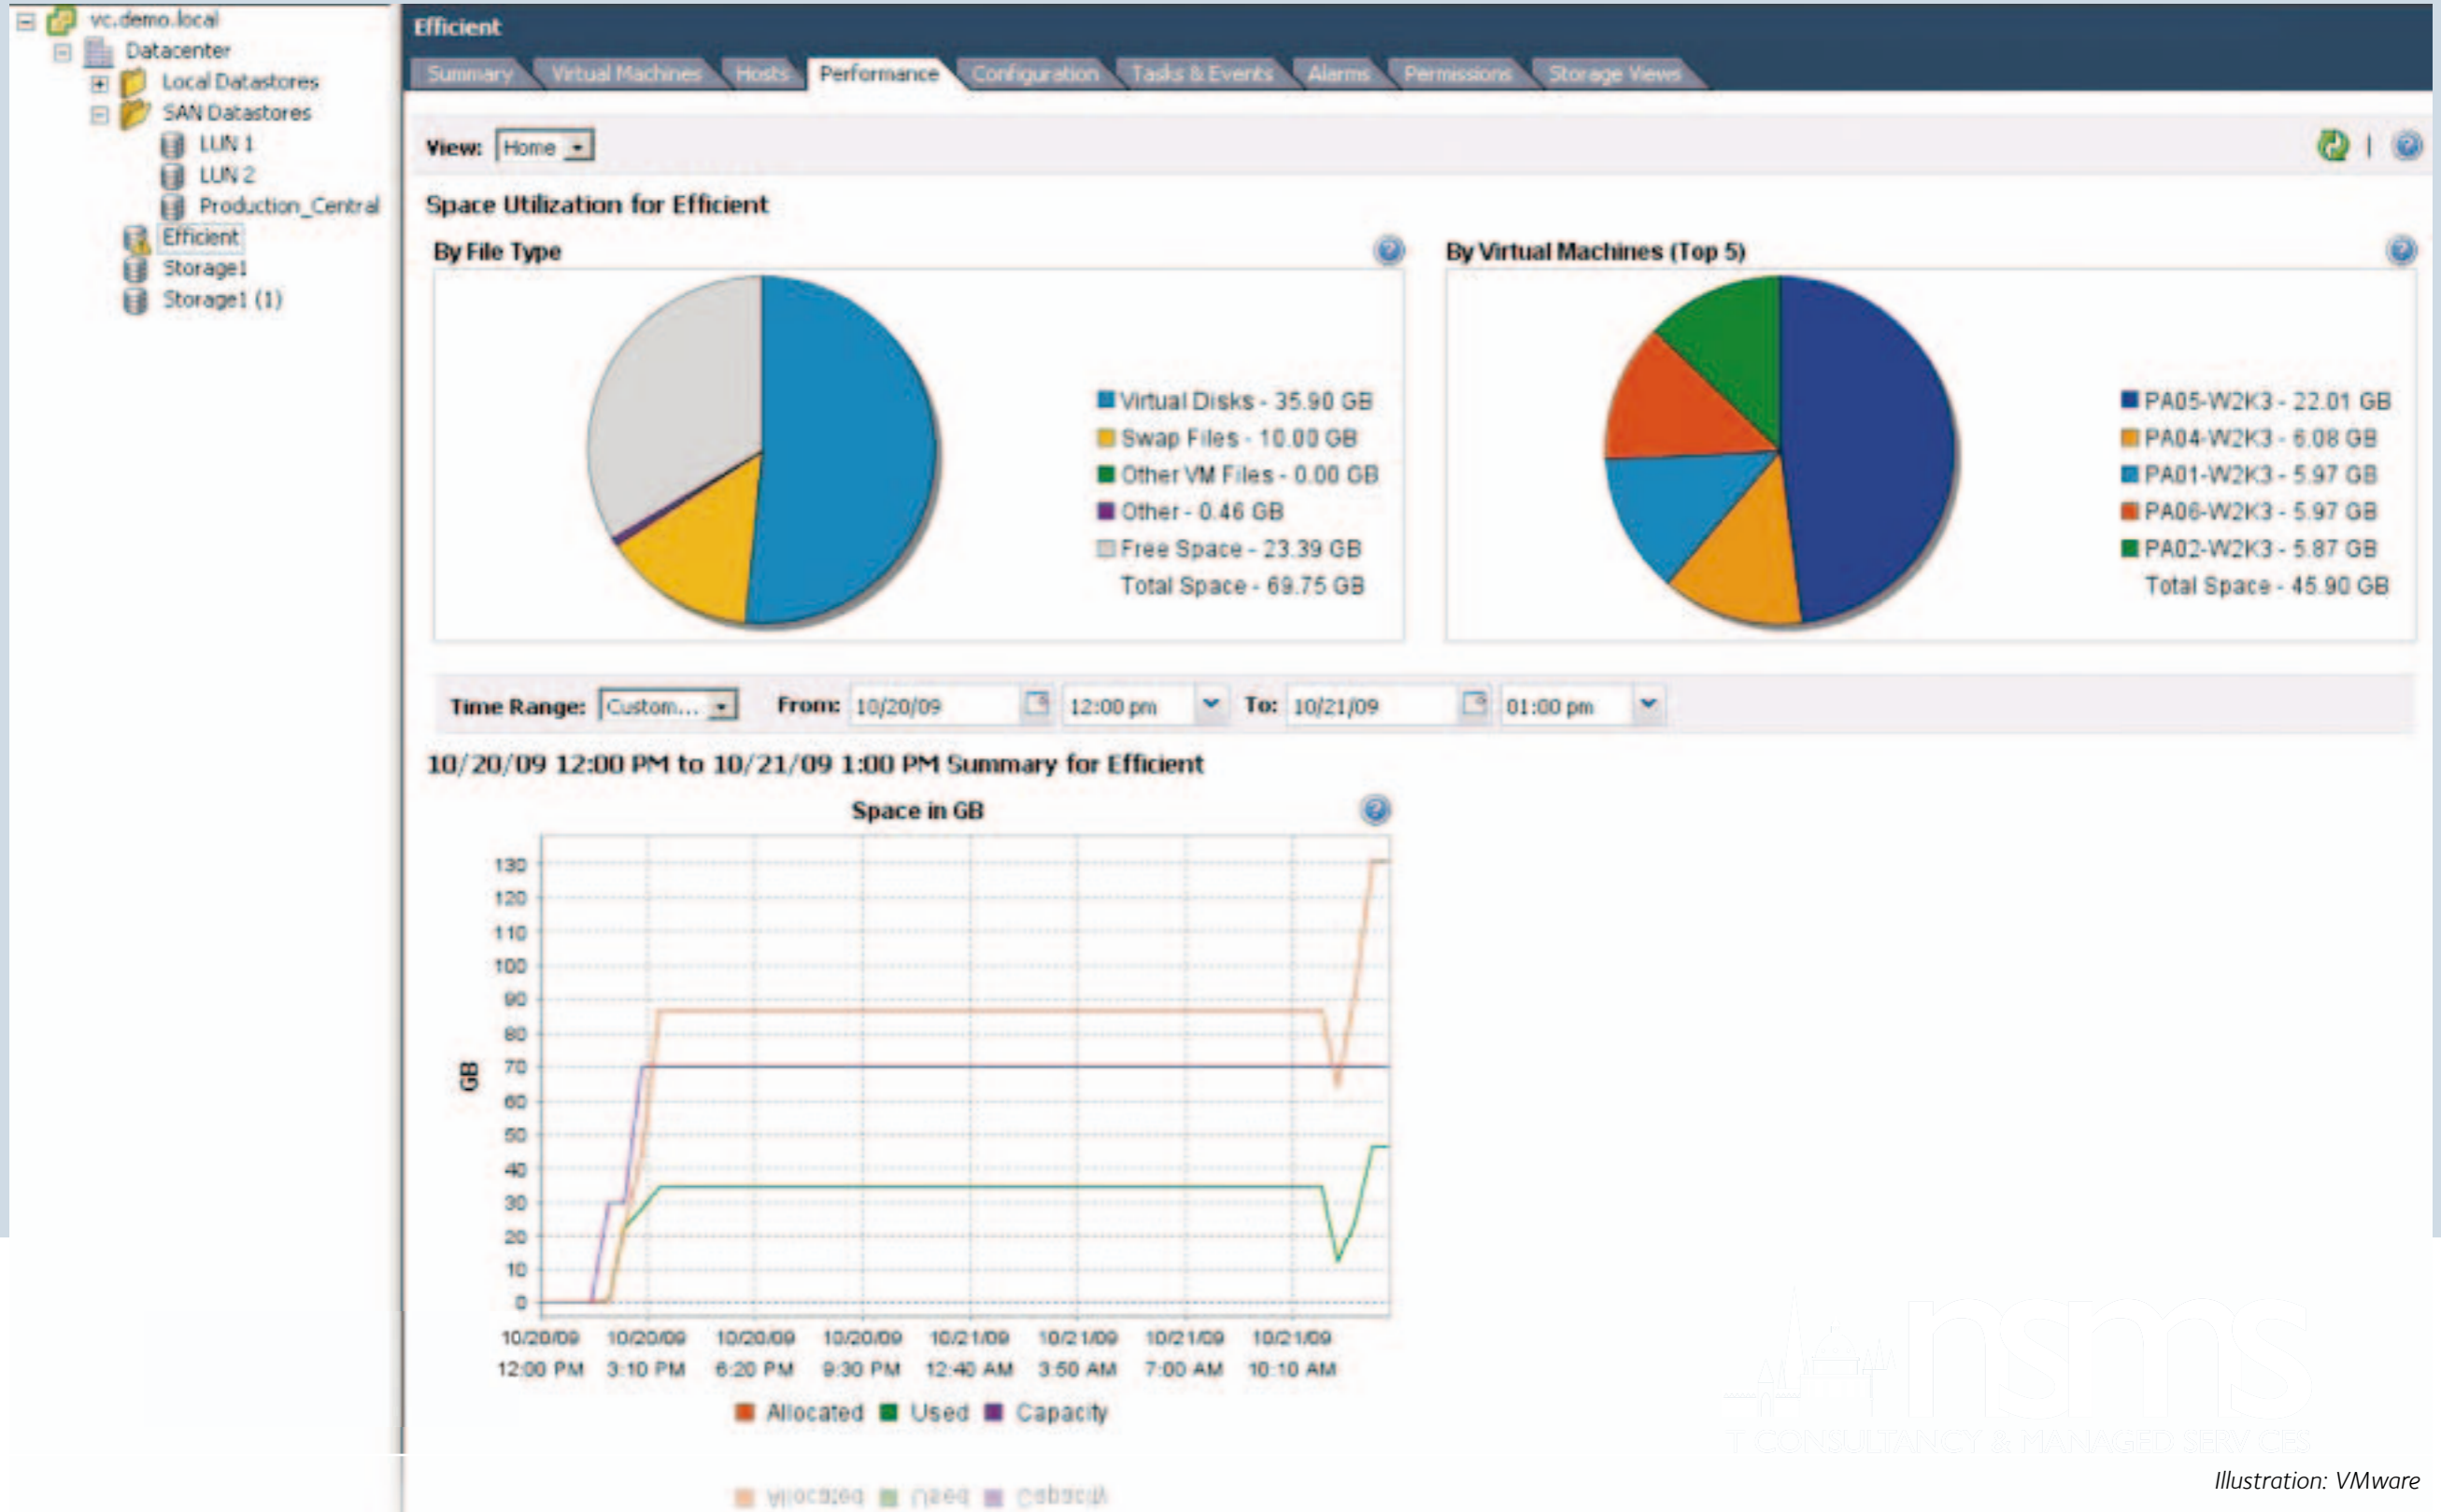 vc.demo.local
Datacenter
Local Datastores
SAN Datastores
LUN 1
LUN 2
Production_Central
Efficient
Storage1
Storage1 (1)
Efficient
Summary Virtual Machines Hosts Performance Configuration Tasks & Events Alarms Permissions Storage Views
View: Home
Space Utilization for Efficient
By File Type
Virtual Disks - 35.90 GB
Swap Files - 10.00 GB
Other VM Files - 0.00 GB
Other - 0.46 GB
Free Space - 23.39 GB
Total Space - 69.75 GB
By Virtual Machines (Top 5)
PA05-W2K3 - 22.01 GB
PA04-W2K3 - 6.08 GB
PA01-W2K3 - 5.97 GB
PA06-W2K3 - 5.97 GB
PA02-W2K3 - 5.87 GB
Total Space - 45.90 GB
Time Range: Custom... From: 10/20/09 12:00 pm To: 10/21/09 01:00 pm
10/20/09 12:00 PM to 10/21/09 1:00 PM Summary for Efficient
Space in GB
130
120
110
100
90
80
70
60
50
40
30
20
10
0
GB
10/20/09 10/20/09 10/20/09 10/20/09 10/21/09 10/21/09 10/21/09 10/21/09
12:00 PM 3:10 PM 6:20 PM 9:30 PM 12:40 AM 3:50 AM 7:00 AM 10:10 AM
Allocated Used Capacity
Allocated Used Capacity
nsms
IT CONSULTANCY & MANAGED SERVICES
Illustration: VMware